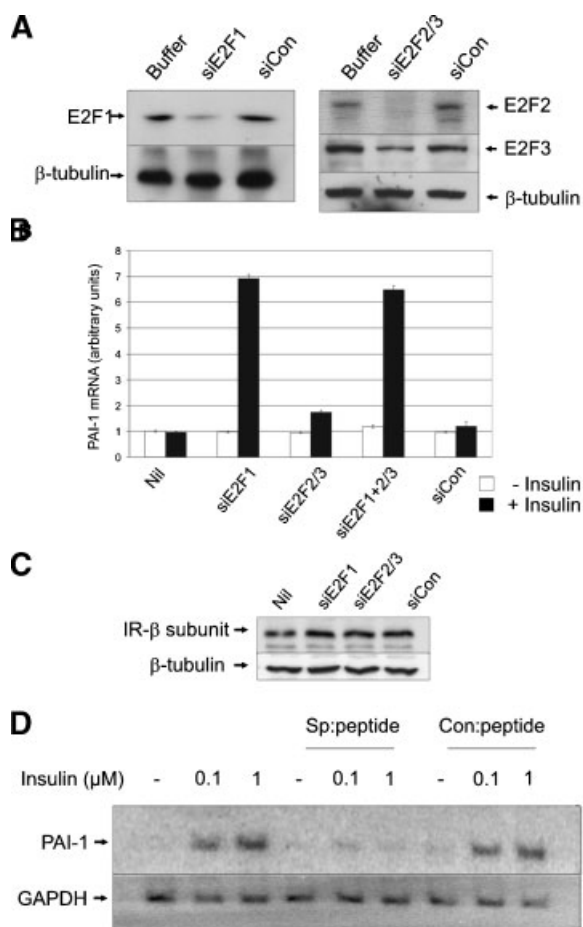 A
Buffer siE2F1 siCon
Buffer siE2F2/3 siCon
E2F1
β-tubulin
E2F2
E2F3
β-tubulin
B
PAI-1 mRNA (arbitrary units)
8
7
6
5
4
3
2
1
0
Nil siE2F1 siE2F2/3 siE2F1+2/3 siCon
- Insulin
+ Insulin
C
Nil siE2F1 siE2F2/3 siCon
IR-β subunit
β-tubulin
D
Sp:peptide Con:peptide
Insulin (μM) - 0.1 1 - 0.1 1 - 0.1 1
PAI-1
GAPDH